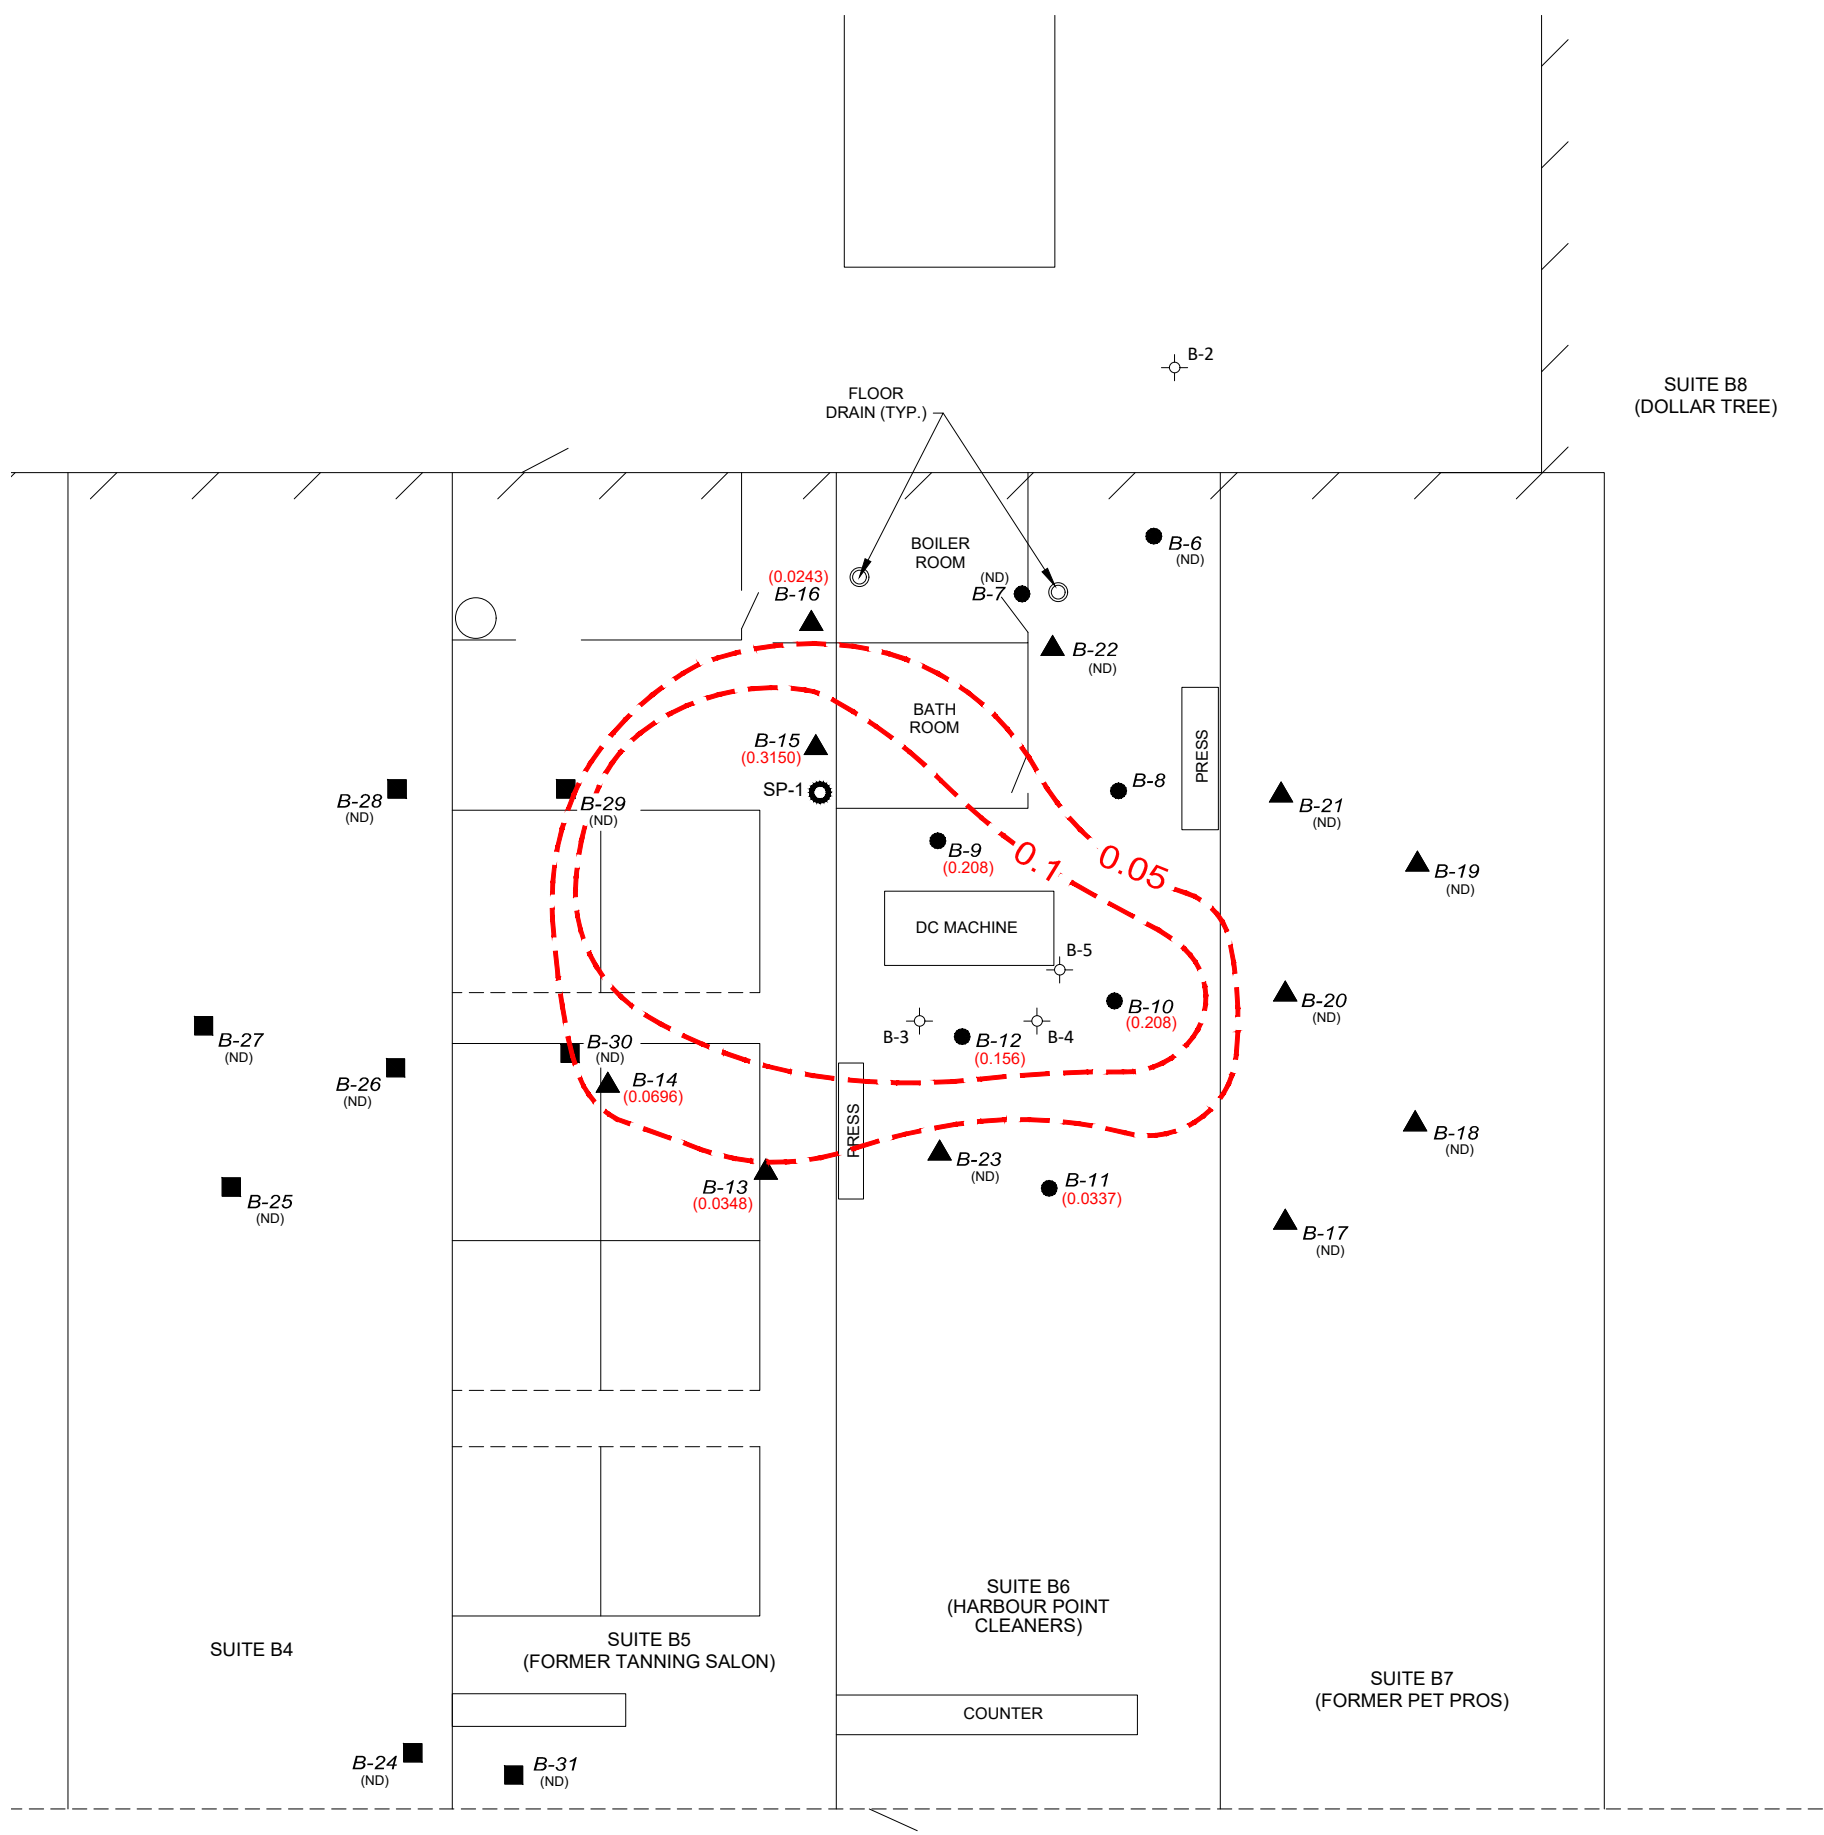 B-2
SUITE B8
(DOLLAR TREE)
FLOOR
DRAIN (TYP.)
BOILER
ROOM
B-6
(ND)
(0.0243)
B-16
(ND)
B-7
B-22
(ND)
BATH
ROOM
PRESS
B-15
(0.3150)
SP-1
B-8
B-28
(ND)
B-29
(ND)
B-21
(ND)
B-9
(0.208)
0.1
0.05
B-19
(ND)
DC MACHINE
B-5
B-20
(ND)
B-10
(0.208)
B-27
(ND)
B-3
B-12
(0.156)
B-4
B-30
(ND)
B-26
(ND)
B-14
(0.0696)
PRESS
B-18
(ND)
B-23
(ND)
B-13
(0.0348)
B-11
(0.0337)
B-25
(ND)
B-17
(ND)
SUITE B6
(HARBOUR POINT
CLEANERS)
SUITE B4
SUITE B5
(FORMER TANNING SALON)
SUITE B7
(FORMER PET PROS)
COUNTER
B-24
(ND)
B-31
(ND)